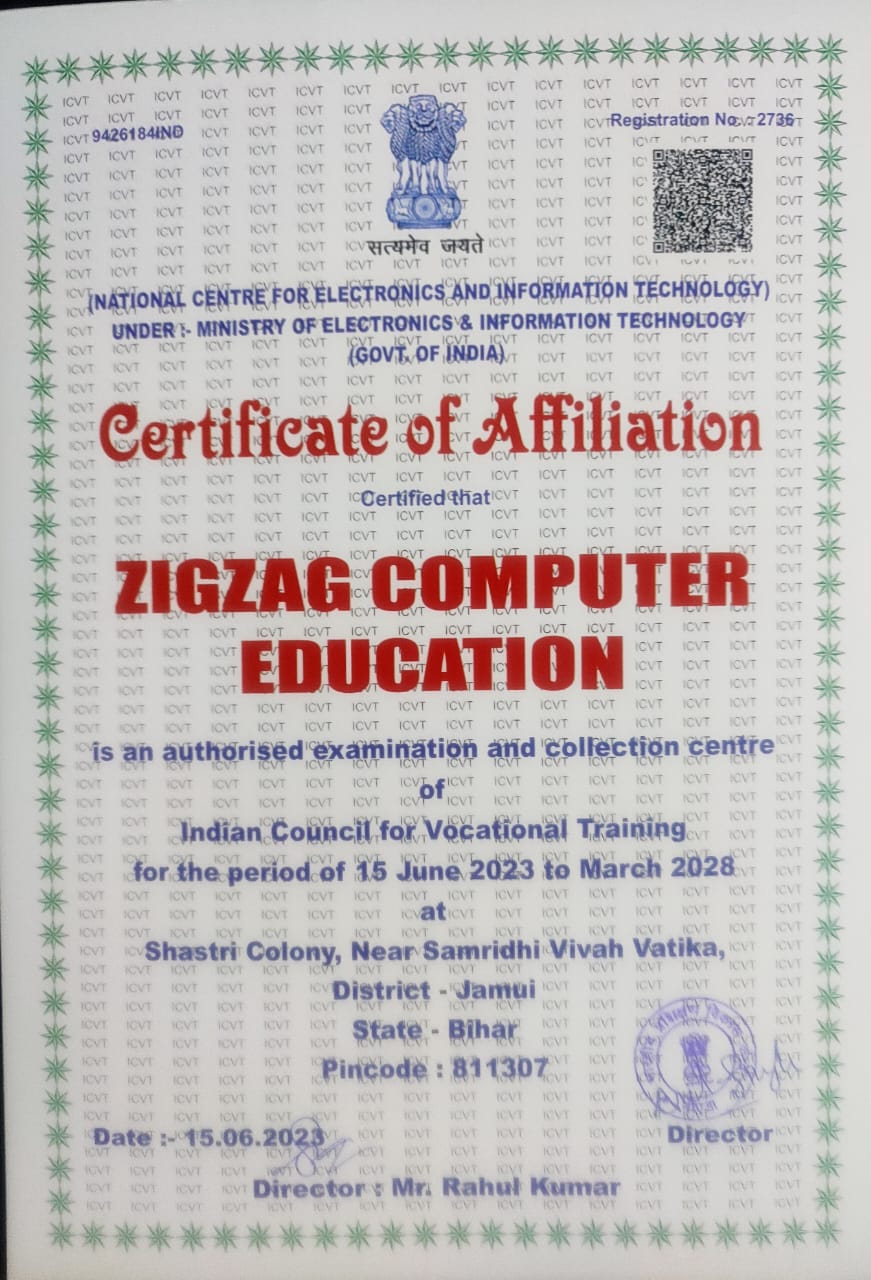 9426184IND
Registration No. :- 2736
सत्यमेव जयते
(NATIONAL CENTRE FOR ELECTRONICS AND INFORMATION TECHNOLOGY)
UNDER :- MINISTRY OF ELECTRONICS & INFORMATION TECHNOLOGY
(GOVT. OF INDIA)
Certificate of Affiliation
Certified that
ZIGZAG COMPUTER
EDUCATION
is an authorised examination and collection centre
of
Indian Council for Vocational Training
for the period of 15 June 2023 to March 2028
at
Shastri Colony, Near Samridhi Vivah Vatika,
District - Jamui
State - Bihar
Pincode : 811307
Date :- 15.06.2023
Director
Director : Mr. Rahul Kumar
ICVT